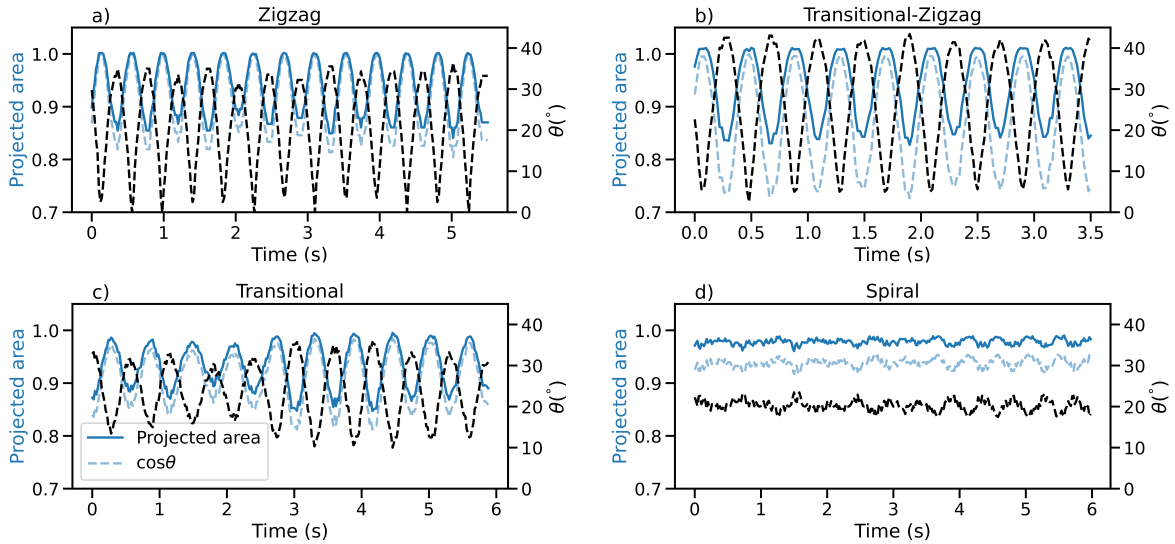 a)
Zigzag
Projected area
1.0
0.9
0.8
0.7
40
30
20
10
0
θ(°)
0 1 2 3 4 5
Time (s)
b)
Transitional-Zigzag
Projected area
1.0
0.9
0.8
0.7
40
30
20
10
0
θ(°)
0.0 0.5 1.0 1.5 2.0 2.5 3.0 3.5
Time (s)
c)
Transitional
Projected area
1.0
0.9
0.8
0.7
40
30
20
10
0
θ(°)
Projected area
cosθ
0 1 2 3 4 5 6
Time (s)
d)
Spiral
Projected area
1.0
0.9
0.8
0.7
40
30
20
10
0
θ(°)
0 1 2 3 4 5 6
Time (s)